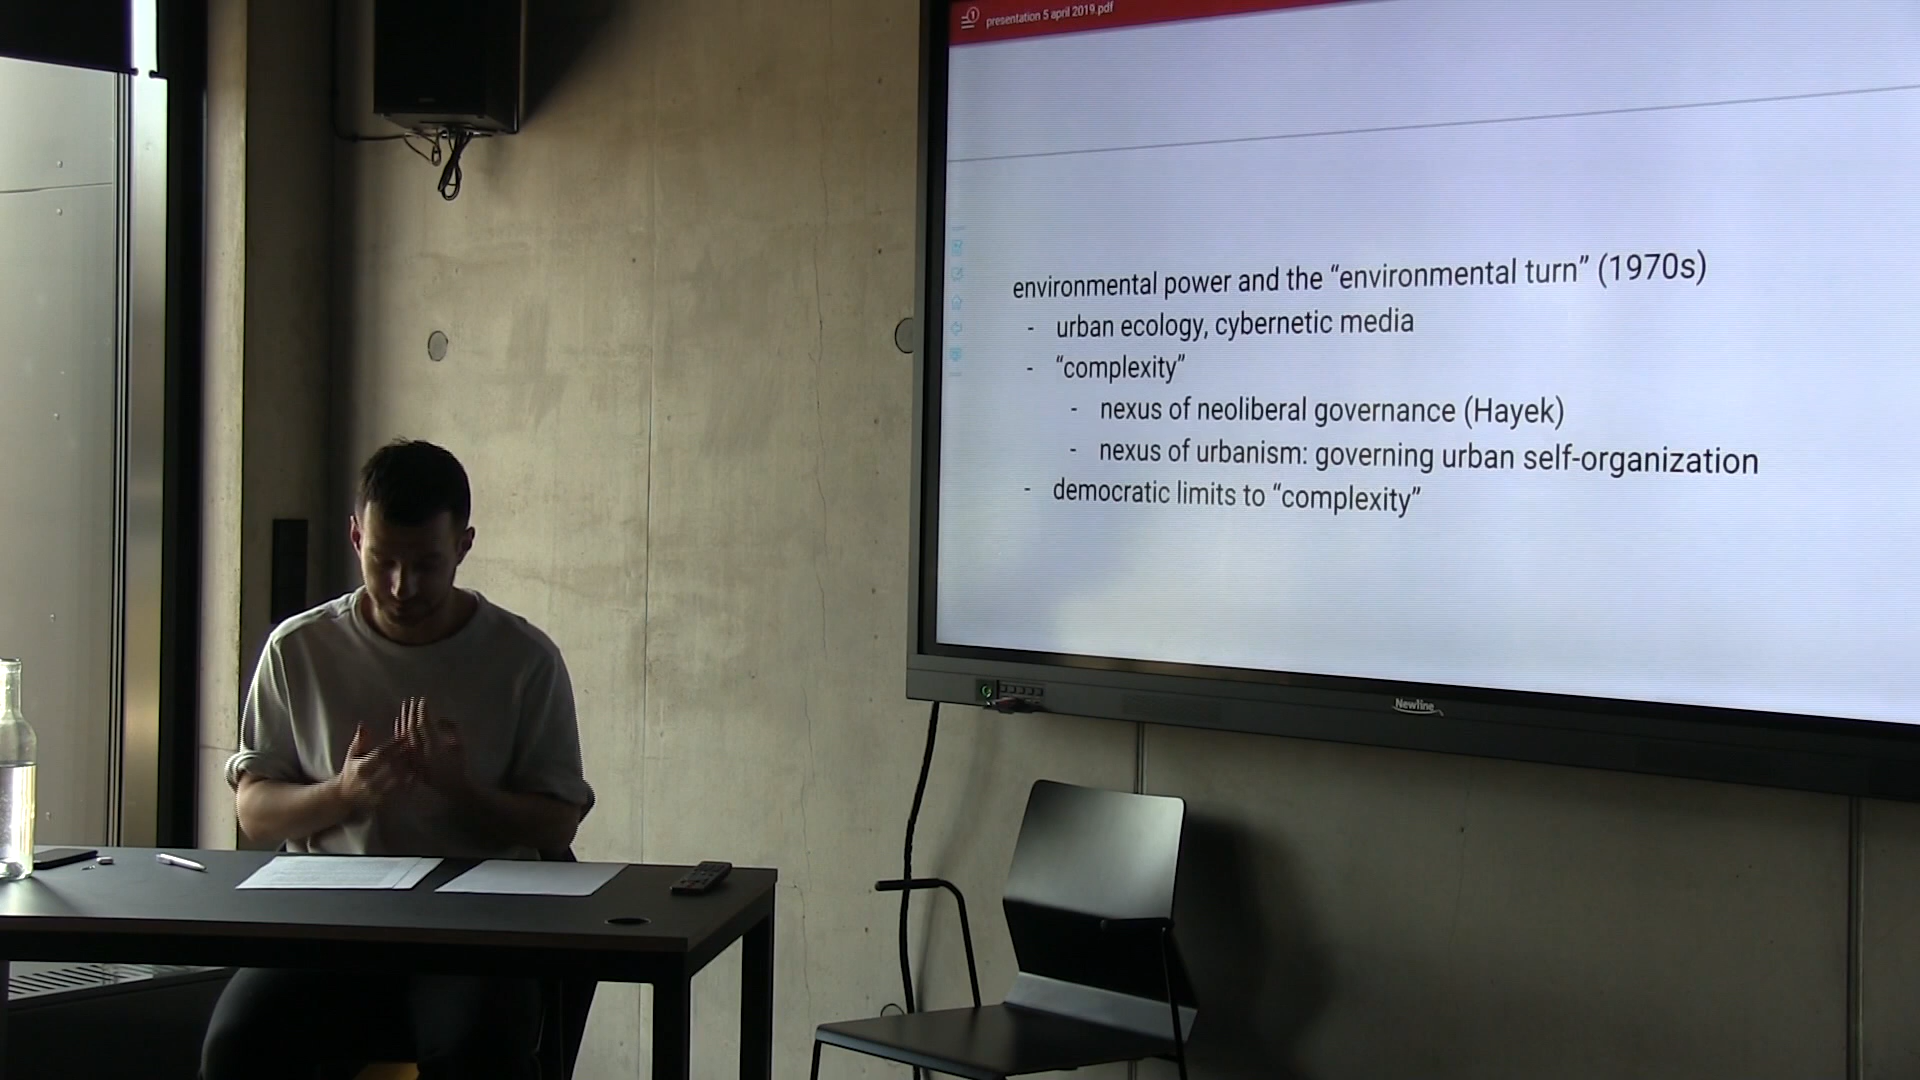 presentation 5 april 2019.pdf
environmental power and the “environmental turn” (1970s)
- urban ecology, cybernetic media
- “complexity”
- nexus of neoliberal governance (Hayek)
- nexus of urbanism: governing urban self-organization
- democratic limits to “complexity”
Newline